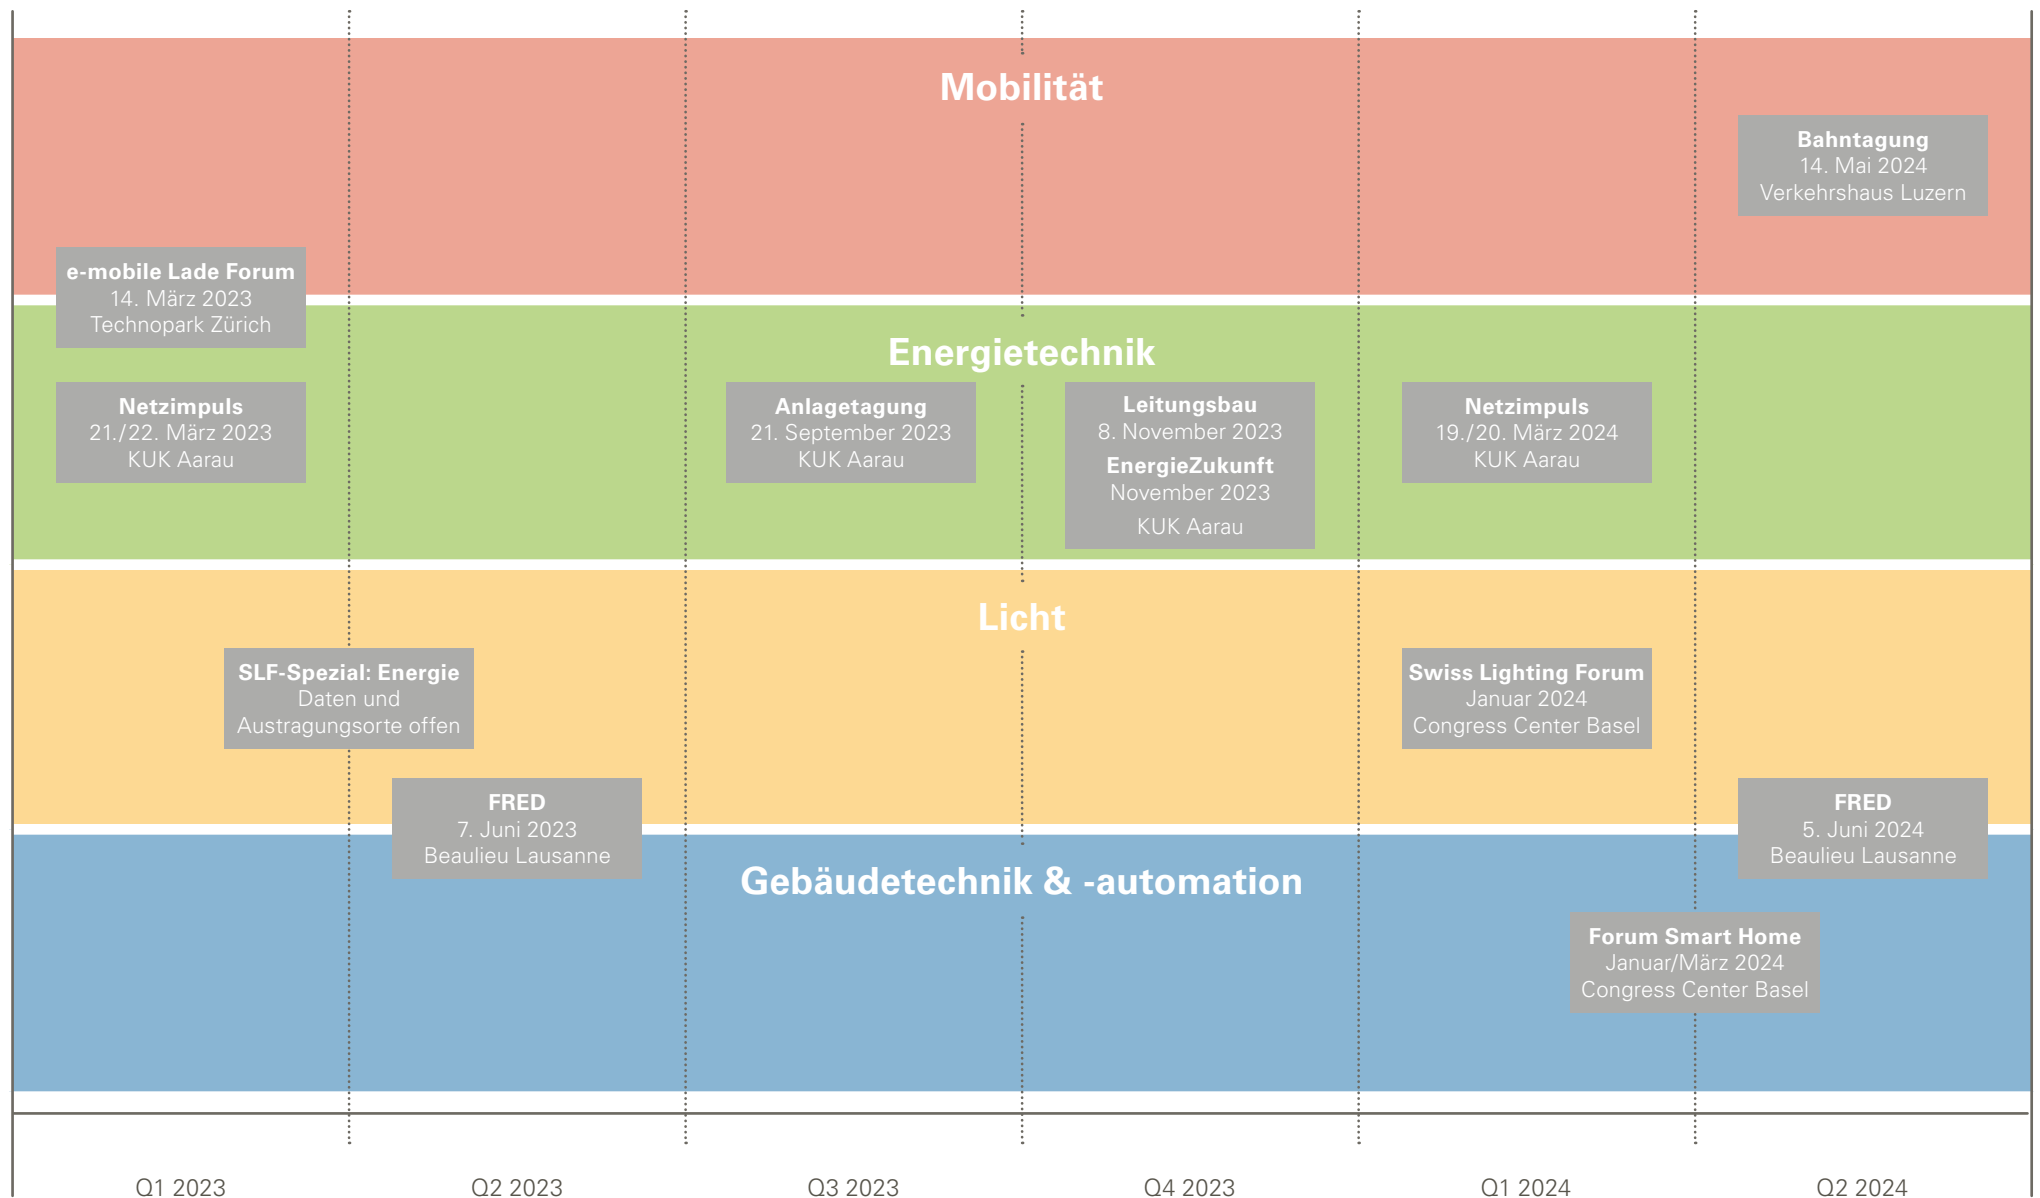 Mobilität
Bahntagung
14. Mai 2024
Verkehrshaus Luzern
e-mobile Lade Forum
14. März 2023
Technopark Zürich
Energietechnik
Netzimpuls
21./22. März 2023
KUK Aarau
Anlagetagung
21. September 2023
KUK Aarau
Leitungsbau
8. November 2023
EnergieZukunft
November 2023
KUK Aarau
Netzimpuls
19./20. März 2024
KUK Aarau
Licht
SLF-Spezial: Energie
Daten und
Austragungsorte offen
Swiss Lighting Forum
Januar 2024
Congress Center Basel
FRED
7. Juni 2023
Beaulieu Lausanne
FRED
5. Juni 2024
Beaulieu Lausanne
Gebäudetechnik & -automation
Forum Smart Home
Januar/März 2024
Congress Center Basel
Q1 2023
Q2 2023
Q3 2023
Q4 2023
Q1 2024
Q2 2024